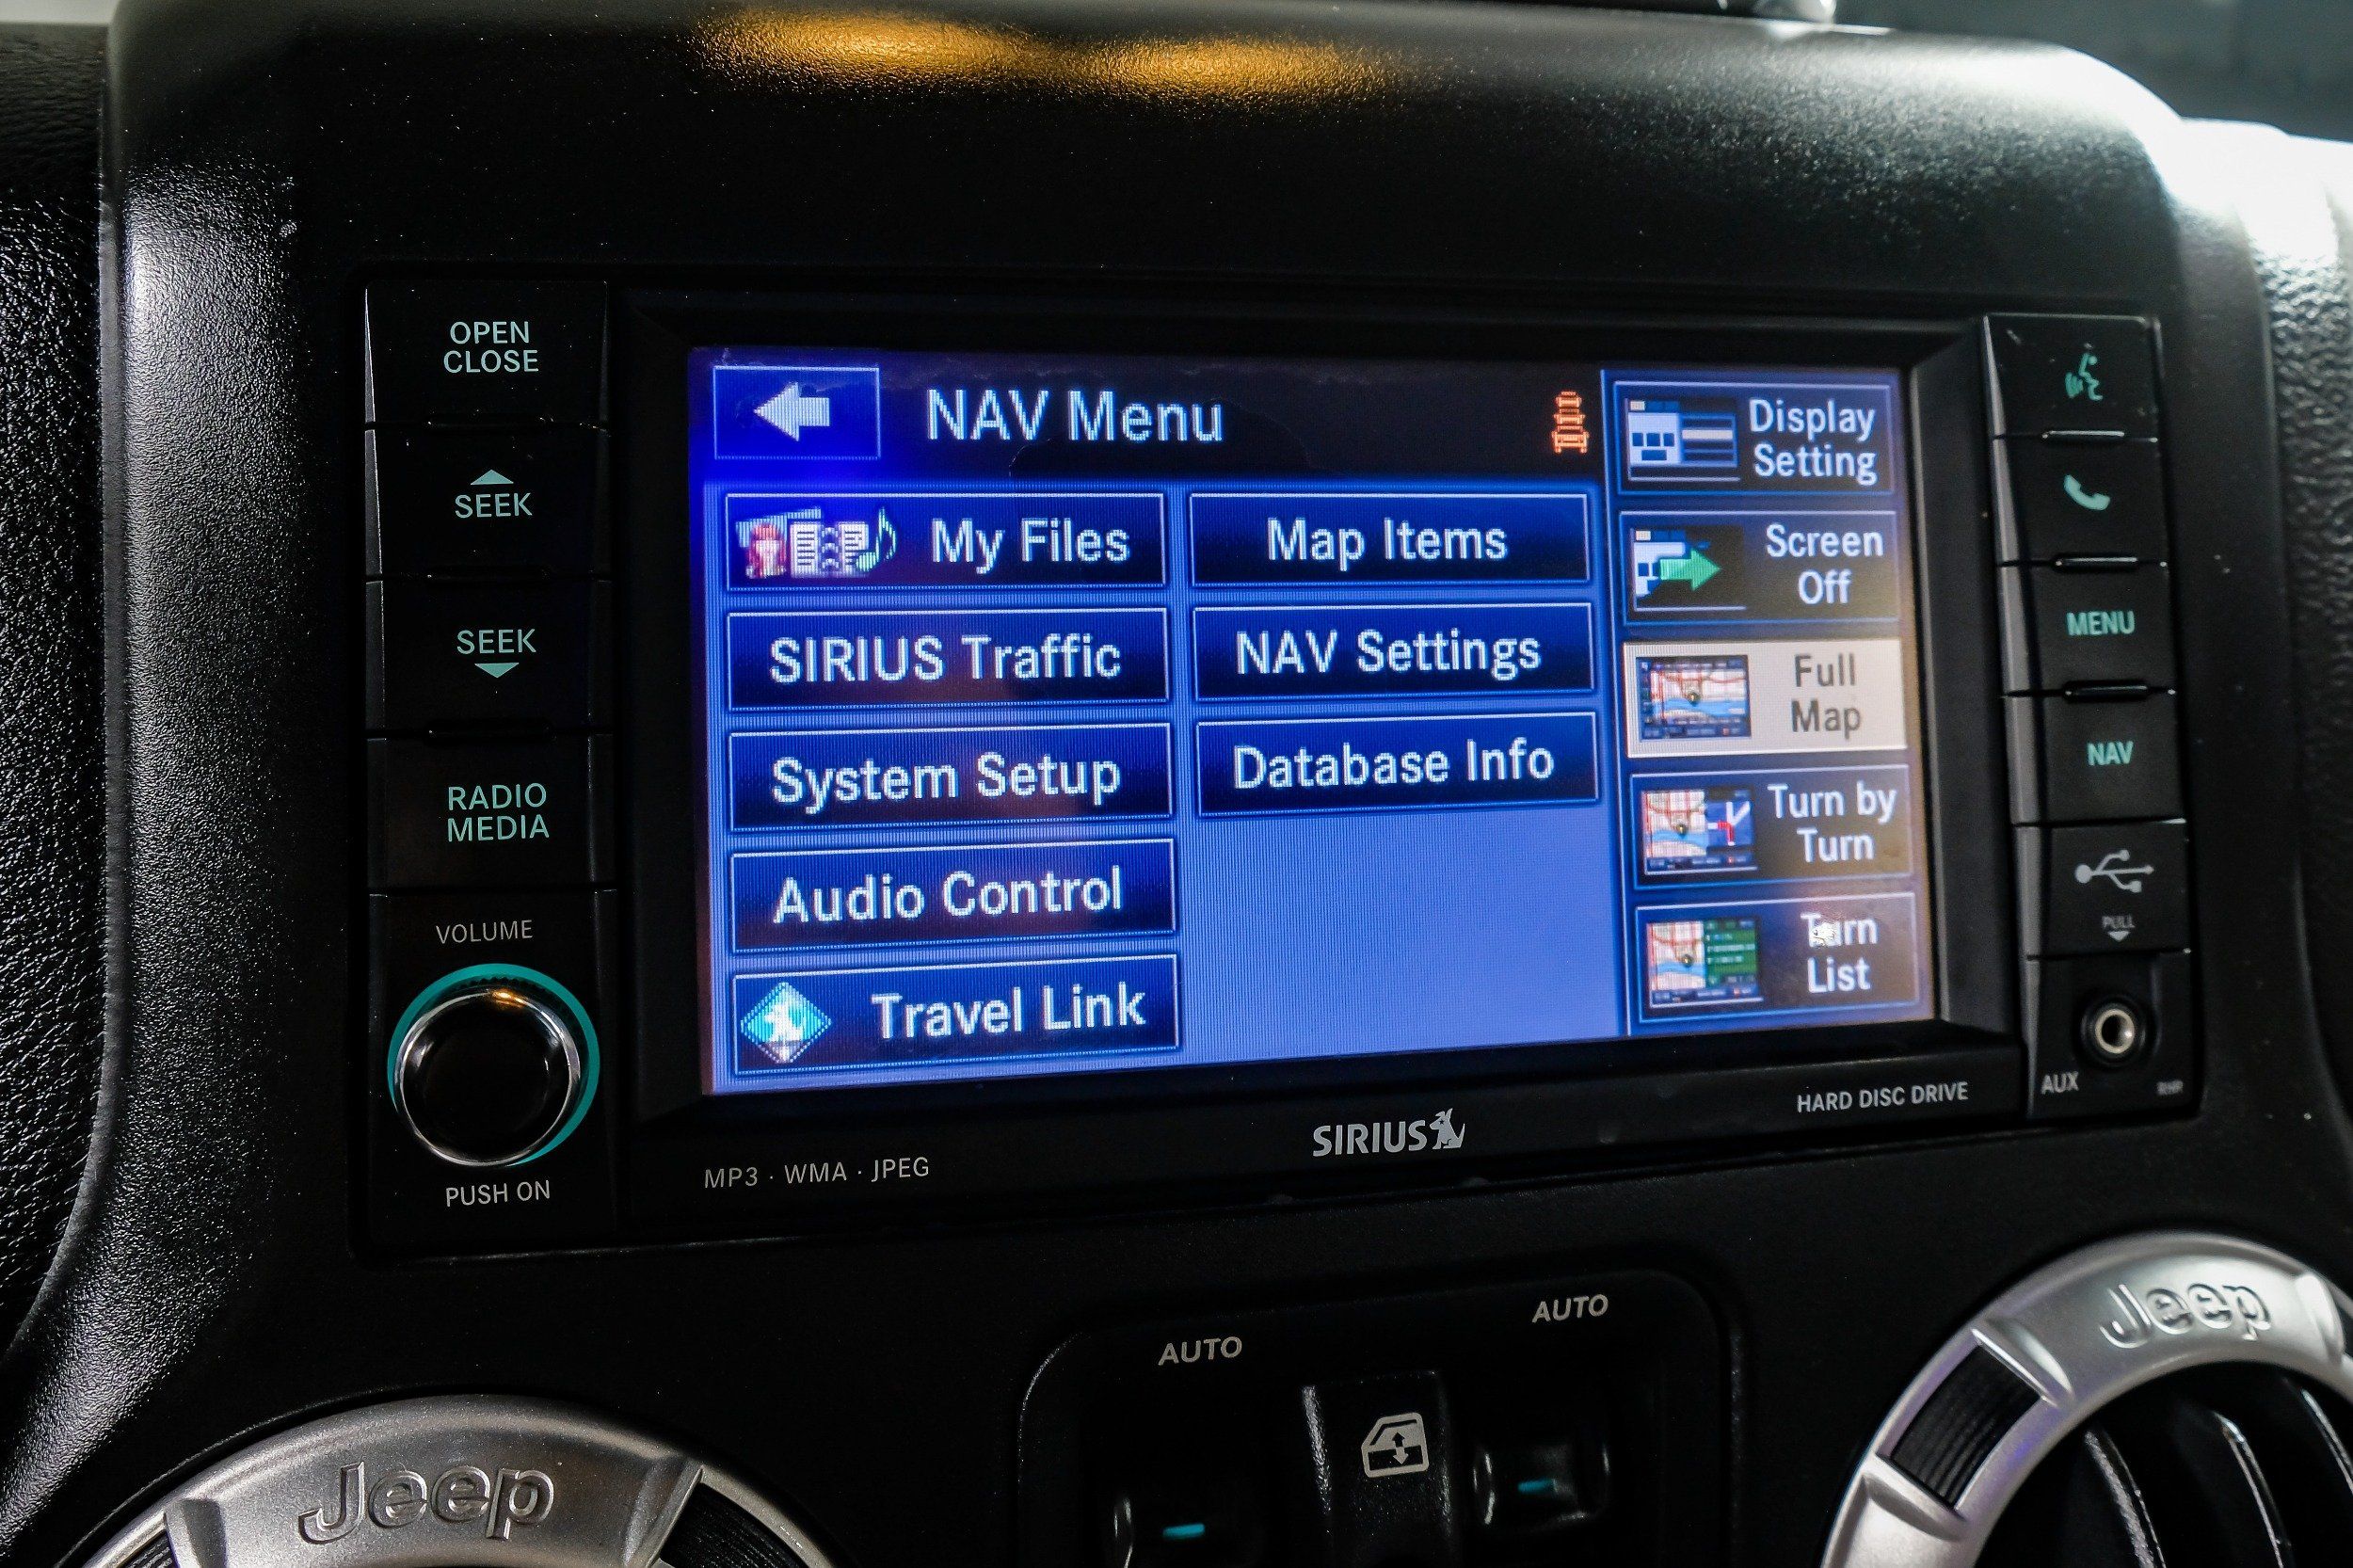 OPEN
CLOSE
SEEK
SEEK
RADIO
MEDIA
VOLUME
PUSH ON
NAV Menu
My Files
Map Items
SIRIUS Traffic
NAV Settings
System Setup
Database Info
Audio Control
Travel Link
Display
Setting
Screen
Off
Full
Map
Turn by
Turn
Turn
List
MENU
NAV
PULL
AUX
RHP
MP3 · WMA · JPEG
SIRIUS
HARD DISC DRIVE
AUTO
AUTO
Jeep
Jeep